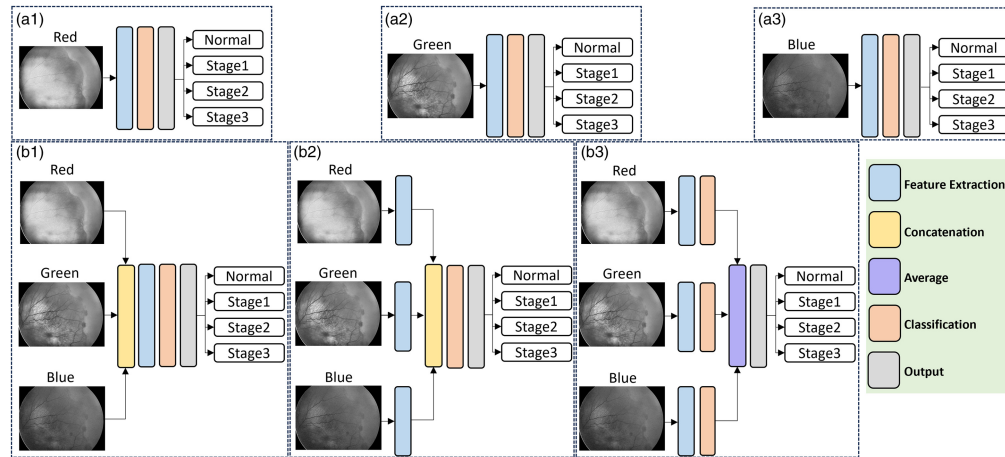 (a1)
Red
Normal
Stage1
Stage2
Stage3
(a2)
Green
Normal
Stage1
Stage2
Stage3
(a3)
Blue
Normal
Stage1
Stage2
Stage3
(b1)
Red
Green
Blue
Normal
Stage1
Stage2
Stage3
(b2)
Red
Green
Blue
Normal
Stage1
Stage2
Stage3
(b3)
Red
Green
Blue
Normal
Stage1
Stage2
Stage3
Feature Extraction
Concatenation
Average
Classification
Output